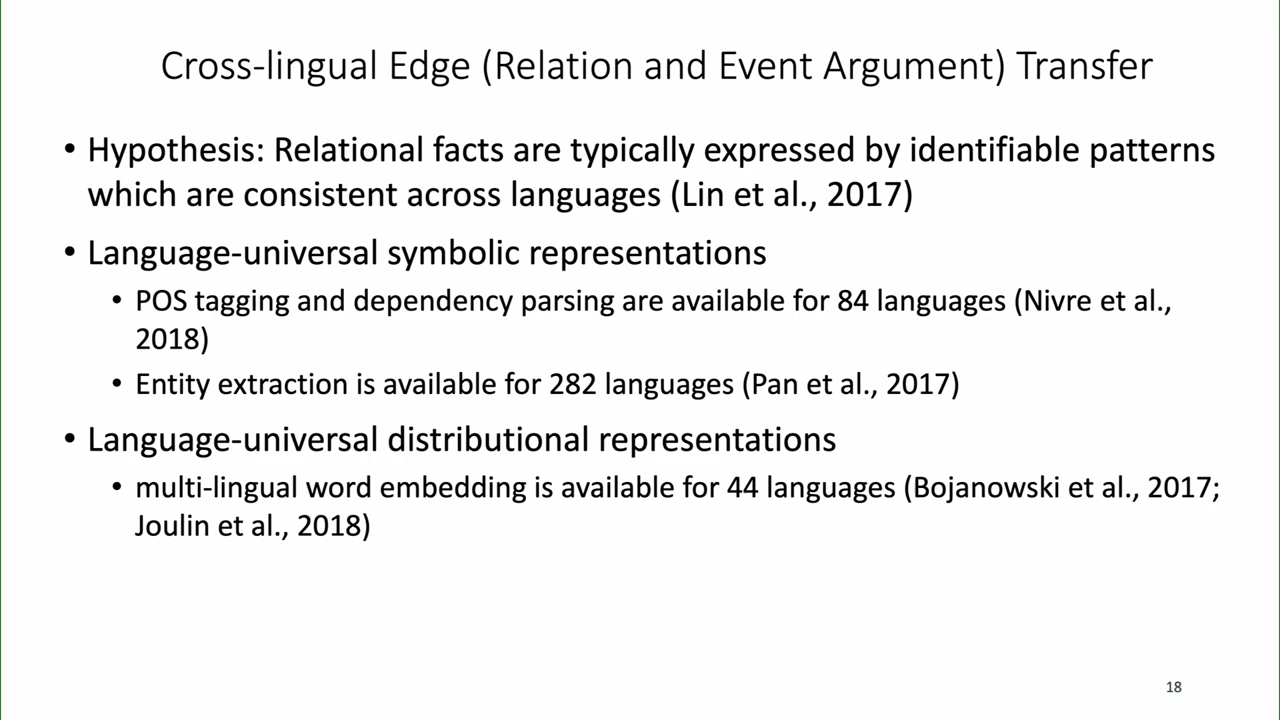 Cross-lingual Edge (Relation and Event Argument) Transfer
• Hypothesis: Relational facts are typically expressed by identifiable patterns
which are consistent across languages (Lin et al., 2017)
• Language-universal symbolic representations
• POS tagging and dependency parsing are available for 84 languages (Nivre et al.,
2018)
• Entity extraction is available for 282 languages (Pan et al., 2017)
• Language-universal distributional representations
• multi-lingual word embedding is available for 44 languages (Bojanowski et al., 2017;
Joulin et al., 2018)
18